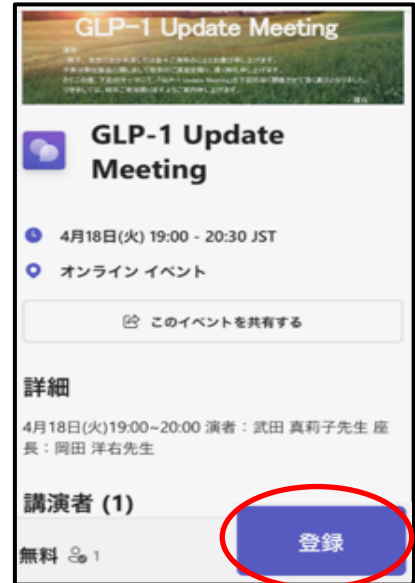 GLP-1 Update Meeting
GLP-1 Update
Meeting
4月18日(火) 19:00 - 20:30 JST
オンライン イベント
このイベントを共有する
詳細
4月18日(火)19:00~20:00 演者：武田 真莉子先生 座
長：岡田 洋右先生
講演者 (1)
無料 1
登録